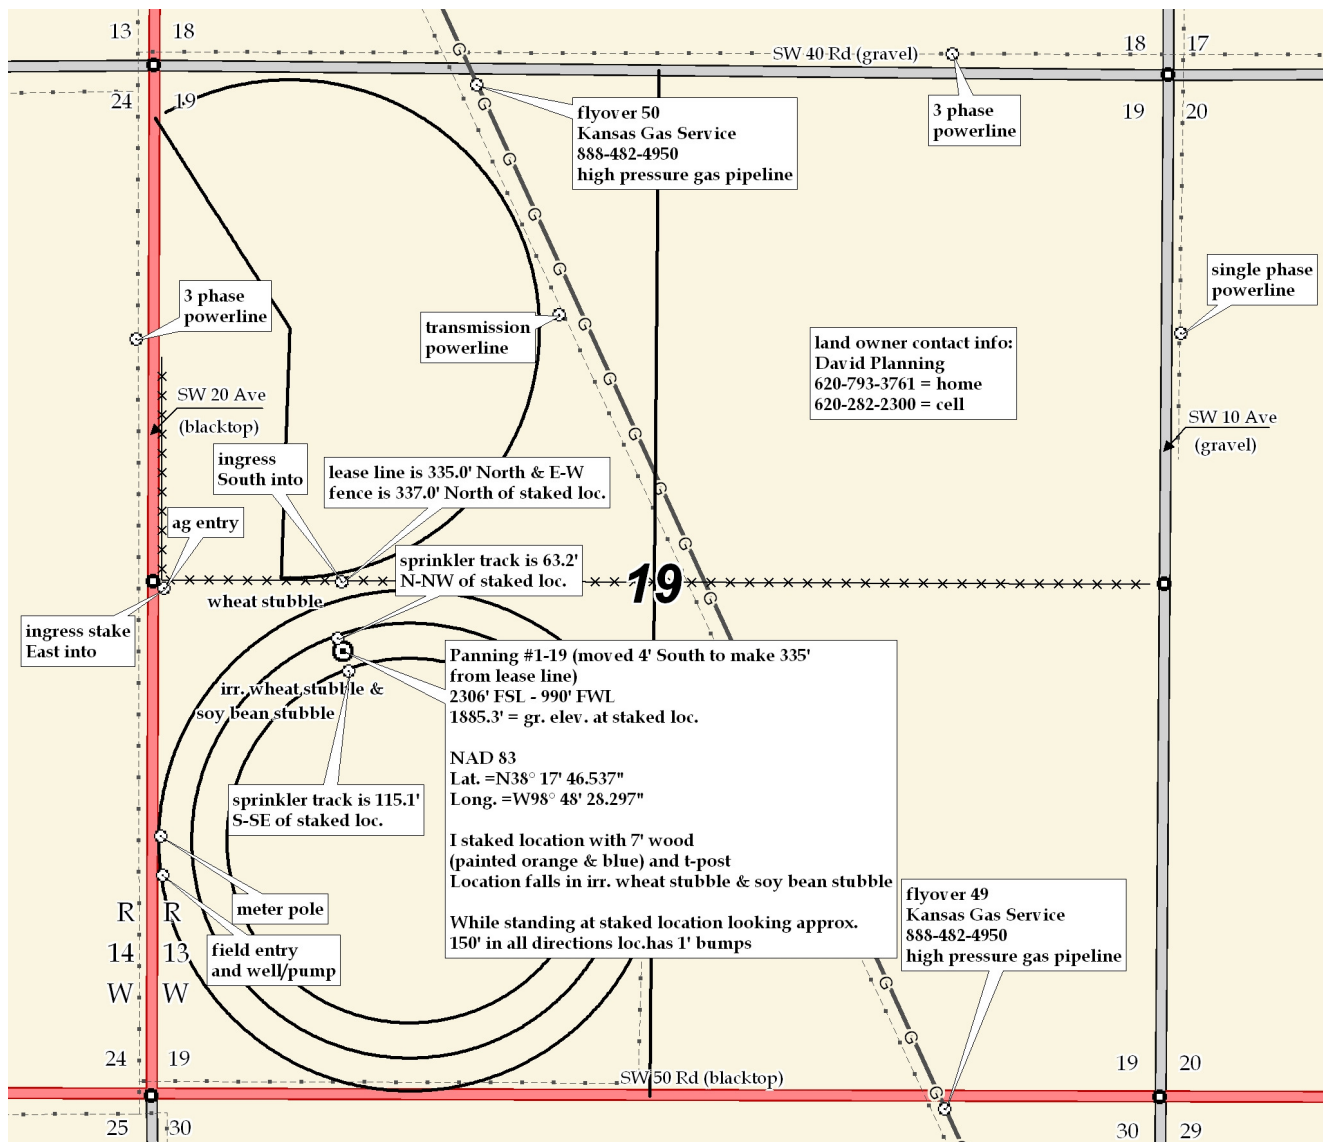 13 18
18 17
SW 40 Rd (gravel)
24 19
19 20
flyover 50
Kansas Gas Service
888-482-4950
high pressure gas pipeline
3 phase
powerline
single phase
powerline
3 phase
powerline
transmission
powerline
land owner contact info:
David Planning
620-793-3761 = home
620-282-2300 = cell
SW 20 Ave
(blacktop)
SW 10 Ave
(gravel)
ingress
South into
lease line is 335.0' North & E-W
fence is 337.0' North of staked loc.
ag entry
sprinkler track is 63.2'
N-NW of staked loc.
19
wheat stubble
ingress stake
East into
Panning #1-19 (moved 4' South to make 335'
from lease line)
2306' FSL - 990' FWL
1885.3' = gr. elev. at staked loc.
NAD 83
Lat. =N38° 17' 46.537"
Long. =W98° 48' 28.297"
I staked location with 7' wood
(painted orange & blue) and t-post
Location falls in irr. wheat stubble & soy bean stubble
While standing at staked location looking approx.
150' in all directions loc.has 1' bumps
irr. wheat stubble &
soy bean stubble
sprinkler track is 115.1'
S-SE of staked loc.
meter pole
field entry
and well/pump
R R
14 13
W W
flyover 49
Kansas Gas Service
888-482-4950
high pressure gas pipeline
24 19
19 20
SW 50 Rd (blacktop)
25 30
30 29
G G G G G G G G G G G G G G G